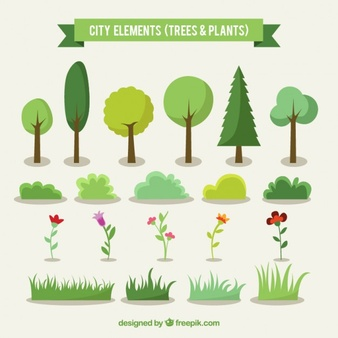 CITY ELEMENTS (TREES & PLANTS)
designed by freepik.com